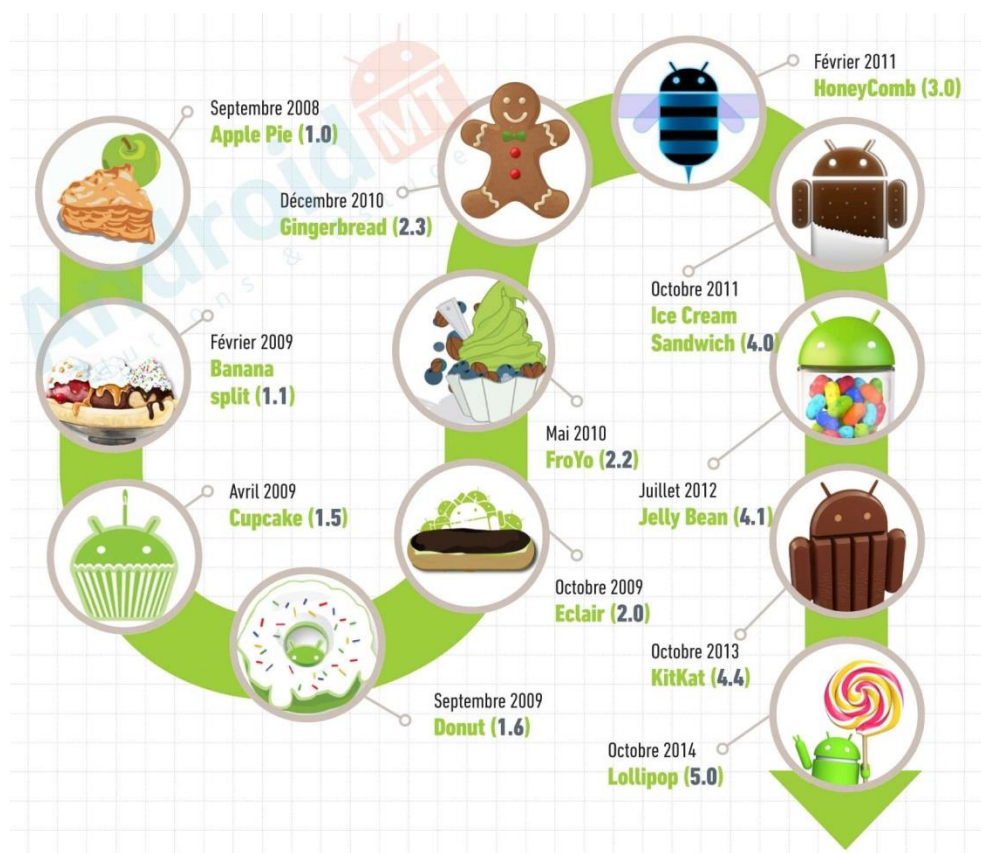 Septembre 2008
Apple Pie (1.0)
Février 2009
Banana
split (1.1)
Avril 2009
Cupcake (1.5)
Septembre 2009
Donut (1.6)
Octobre 2009
Eclair (2.0)
Mai 2010
FroYo (2.2)
Décembre 2010
Gingerbread (2.3)
Février 2011
HoneyComb (3.0)
Octobre 2011
Ice Cream
Sandwich (4.0)
Juillet 2012
Jelly Bean (4.1)
Octobre 2013
KitKat (4.4)
Octobre 2014
Lollipop (5.0)
Android MT